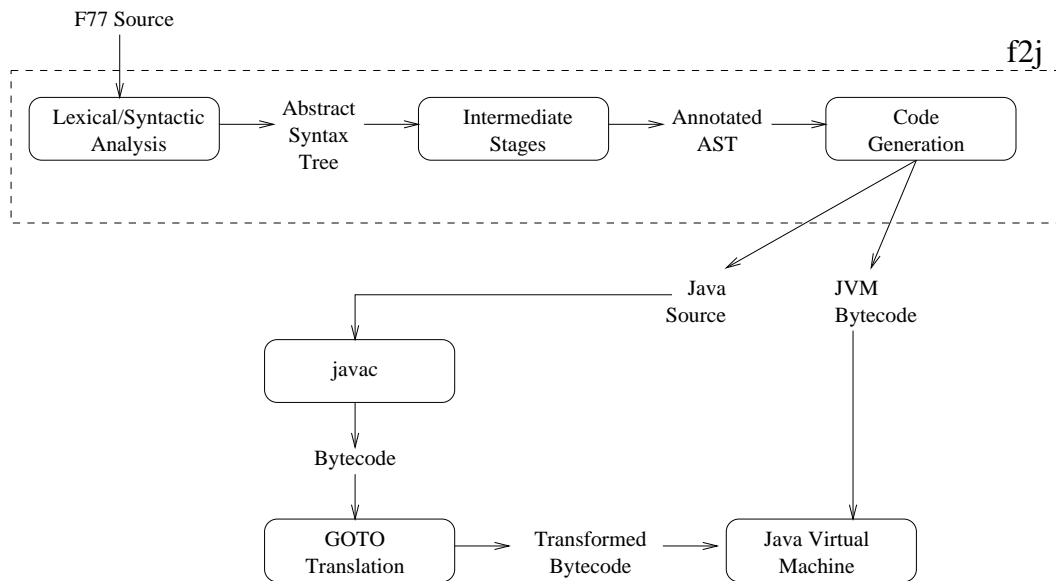 F77 Source
f2j
Lexical/Syntactic
Analysis
Abstract
Syntax
Tree
Intermediate
Stages
Annotated
AST
Code
Generation
Java
Source
JVM
Bytecode
javac
Bytecode
GOTO
Translation
Transformed
Bytecode
Java Virtual
Machine